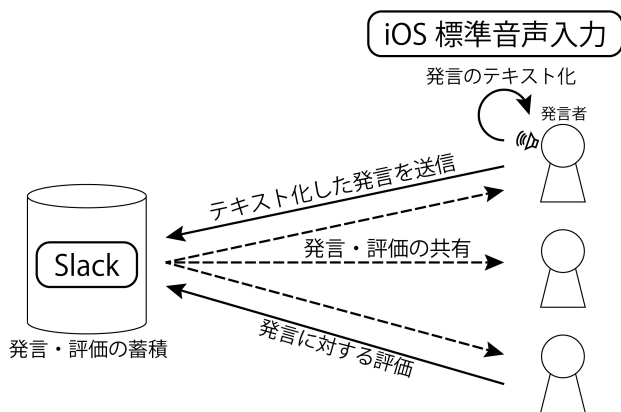 iOS 標準音声入力
発言のテキスト化
発言者
テキスト化した発言を送信
発言・評価の共有
Slack
発言に対する評価
発言・評価の蓄積